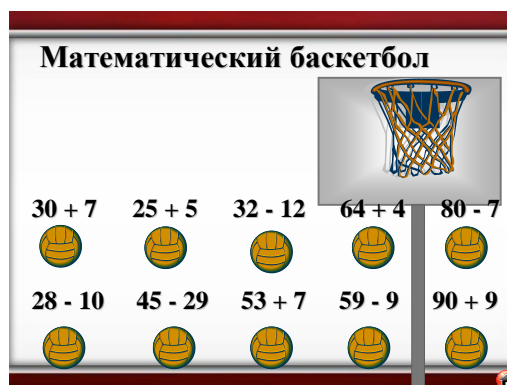 Математический баскетбол
30 + 7 25 + 5 32 - 12 64 + 4 80 - 7
28 - 10 45 - 29 53 + 7 59 - 9 90 + 9